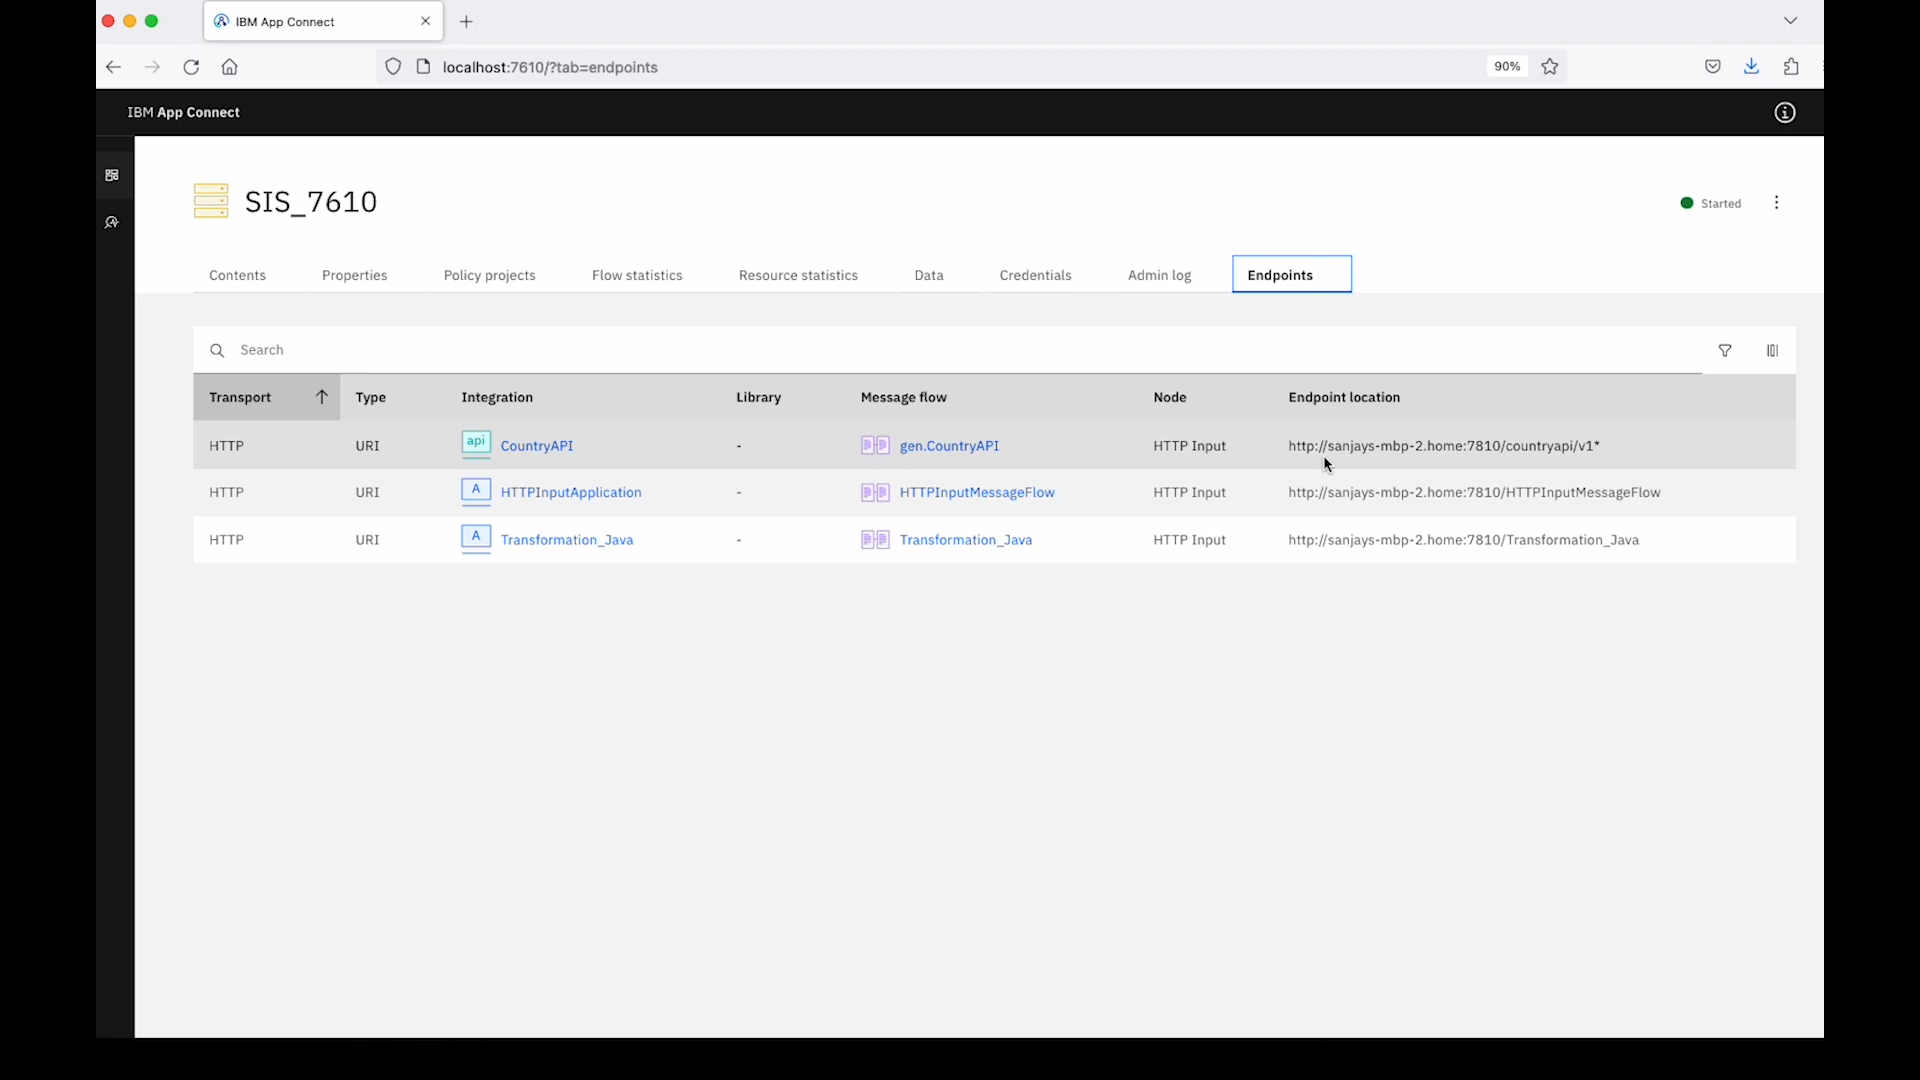 IBM App Connect
localhost:7610/?tab=endpoints
90%
IBM App Connect
SIS_7610
Started
Contents Properties Policy projects Flow statistics Resource statistics Data Credentials Admin log Endpoints
Search
Transport Type Integration Library Message flow Node Endpoint location
HTTP URI api CountryAPI - gen.CountryAPI HTTP Input http://sanjays-mbp-2.home:7810/countryapi/v1*
HTTP URI A HTTPInputApplication - HTTPInputMessageFlow HTTP Input http://sanjays-mbp-2.home:7810/HTTPInputMessageFlow
HTTP URI A Transformation_Java - Transformation_Java HTTP Input http://sanjays-mbp-2.home:7810/Transformation_Java